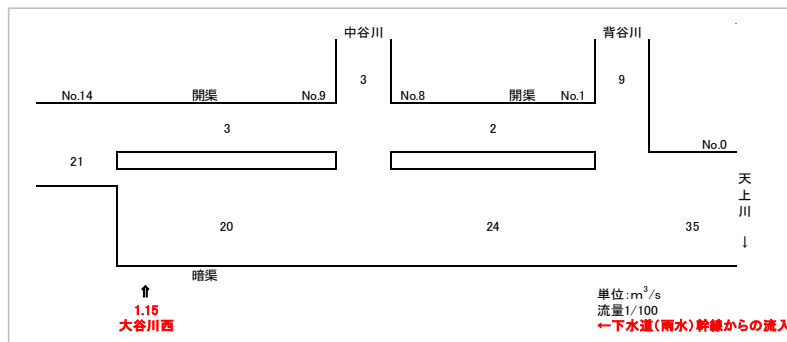 中谷川
背谷川
3
9
No.14
開渠
No.9
No.8
開渠
No.1
3
2
No.0
21
天上川
↓
20
24
35
暗渠
⇑
1.15
大谷川西
単位:m³/s
流量1/100
←下水道(雨水)幹線からの流入